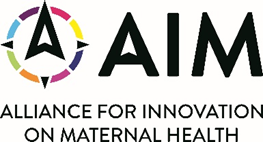 AIM
ALLIANCE FOR INNOVATION
ON MATERNAL HEALTH